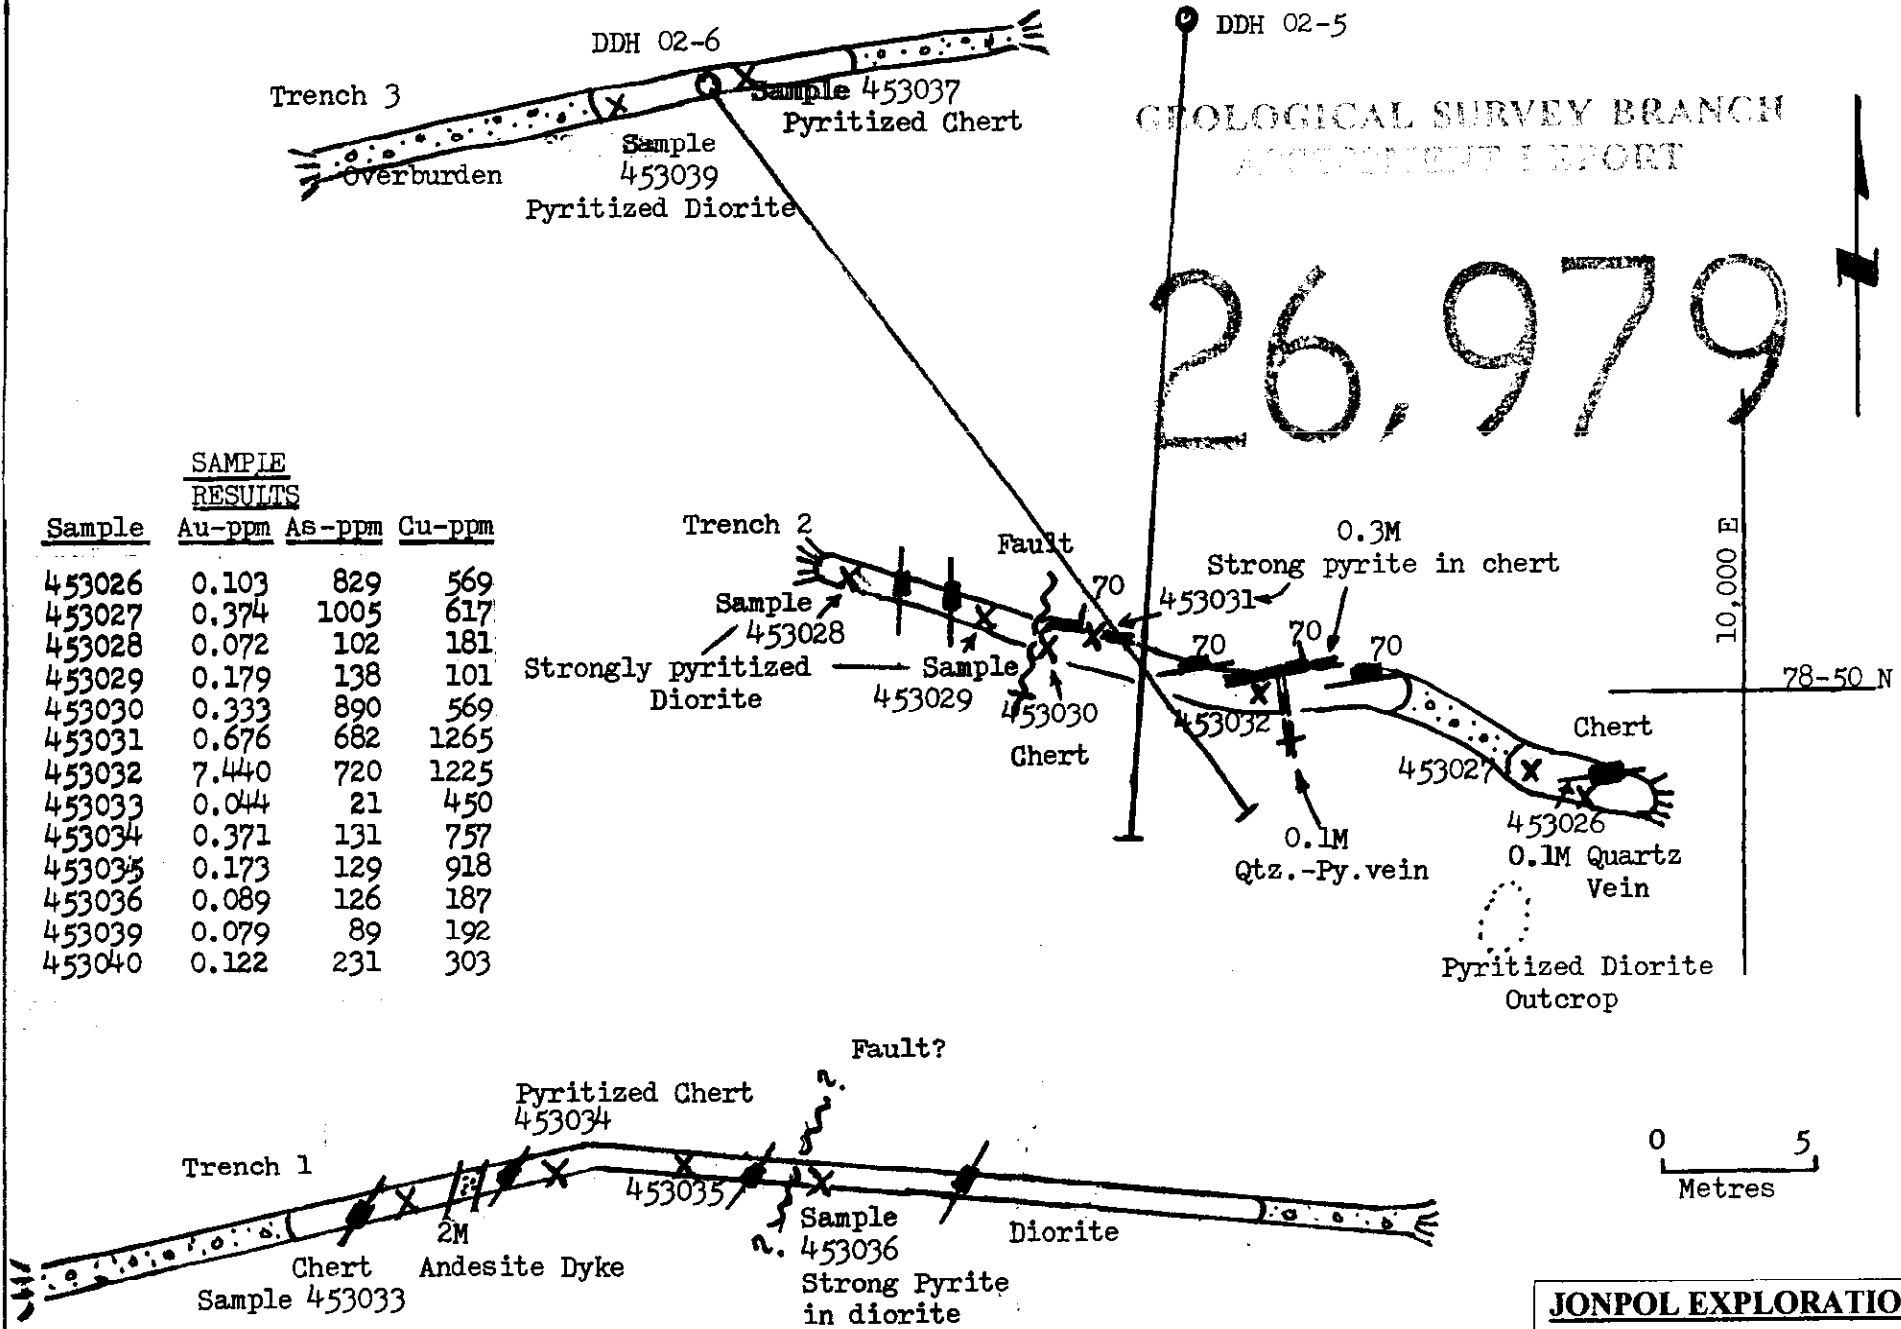 DDH 02-6
DDH 02-5
Trench 3
Sample 453037
Pyritized Chert
Sample
453039
Pyritized Diorite
Overburden
GEOLOGICAL SURVEY BRANCH
ASSESSMENT REPORT
26,979
SAMPLE
RESULTS
Sample Au-ppm As-ppm Cu-ppm
453026 0.103 829 569
453027 0.374 1005 617
453028 0.072 102 181
453029 0.179 138 101
453030 0.333 890 569
453031 0.676 682 1265
453032 7.440 720 1225
453033 0.044 21 450
453034 0.371 131 757
453035 0.173 129 918
453036 0.089 126 187
453039 0.079 89 192
453040 0.122 231 303
Trench 2
Fault
0.3M
Strong pyrite in chert
70
453031
Sample
453028
Strongly pyritized
Diorite
Sample
453029
453030
Chert
70
70
70
453032
0.1M
Qtz.-Py.vein
453027
Chert
453026
0.1M Quartz
Vein
10,000 E
78-50 N
Pyritized Diorite
Outcrop
Fault?
Pyritized Chert
453034
Trench 1
?
453035
2M
Andesite Dyke
Chert
Sample 453033
?
Sample
453036
Strong Pyrite
in diorite
Diorite
0 5
Metres
JONPOL EXPLORATIO